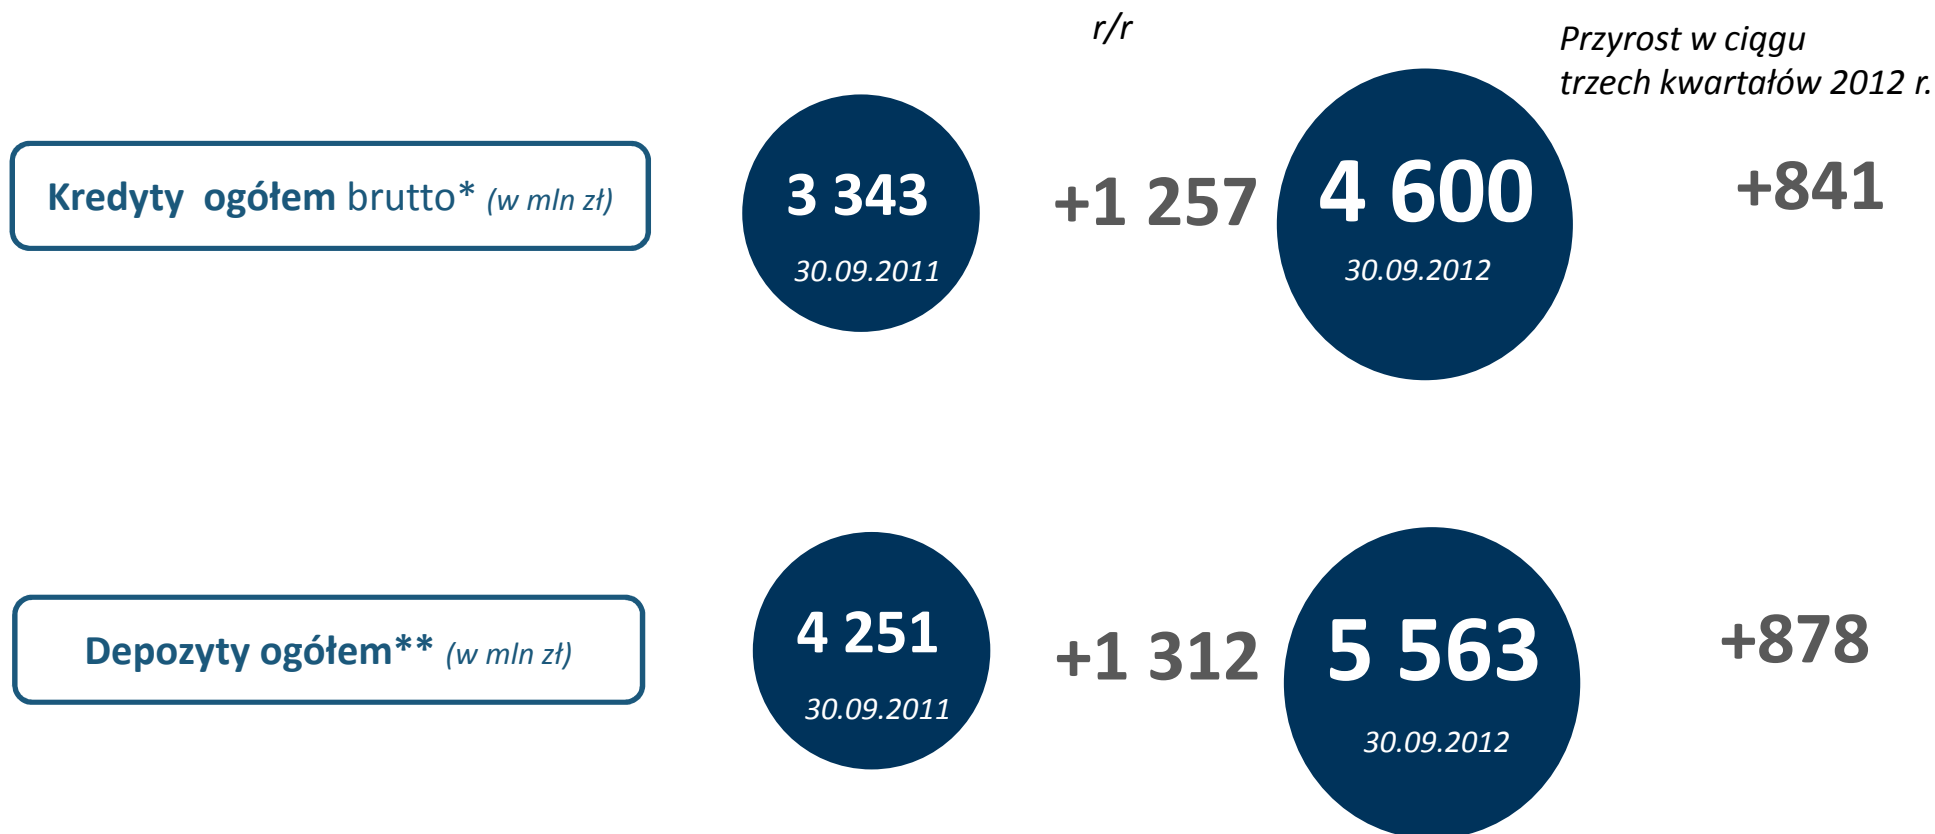 r/r
Przyrost w ciągu
trzech kwartałów 2012 r.
Kredyty ogółem brutto* (w mln zł)
3 343
30.09.2011
+1 257
4 600
30.09.2012
+841
Depozyty ogółem** (w mln zł)
4 251
30.09.2011
+1 312
5 563
30.09.2012
+878